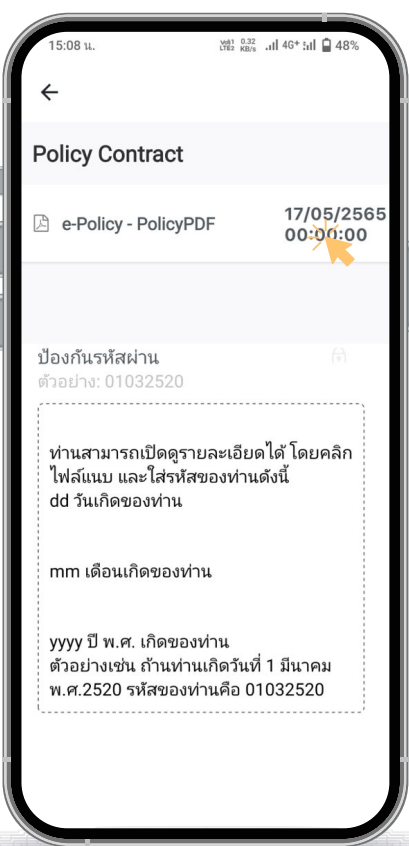 15:08 น. Voȷ) LTE2 0.32 KB/s 4G+ 48%
Policy Contract
e-Policy - PolicyPDF
17/05/2565
00:00:00
ป้องกันรหัสผ่าน
ตัวอย่าง: 01032520
ท่านสามารถเปิดดูรายละเอียดได้ โดยคลิก
ไฟล์แนบ และใส่รหัสของท่านดังนี้
dd วันเกิดของท่าน
mm เดือนเกิดของท่าน
yyyy ปี พ.ศ. เกิดของท่าน
ตัวอย่างเช่น ถ้านท่านเกิดวันที่ 1 มีนาคม
พ.ศ.2520 รหัสของท่านคือ 01032520